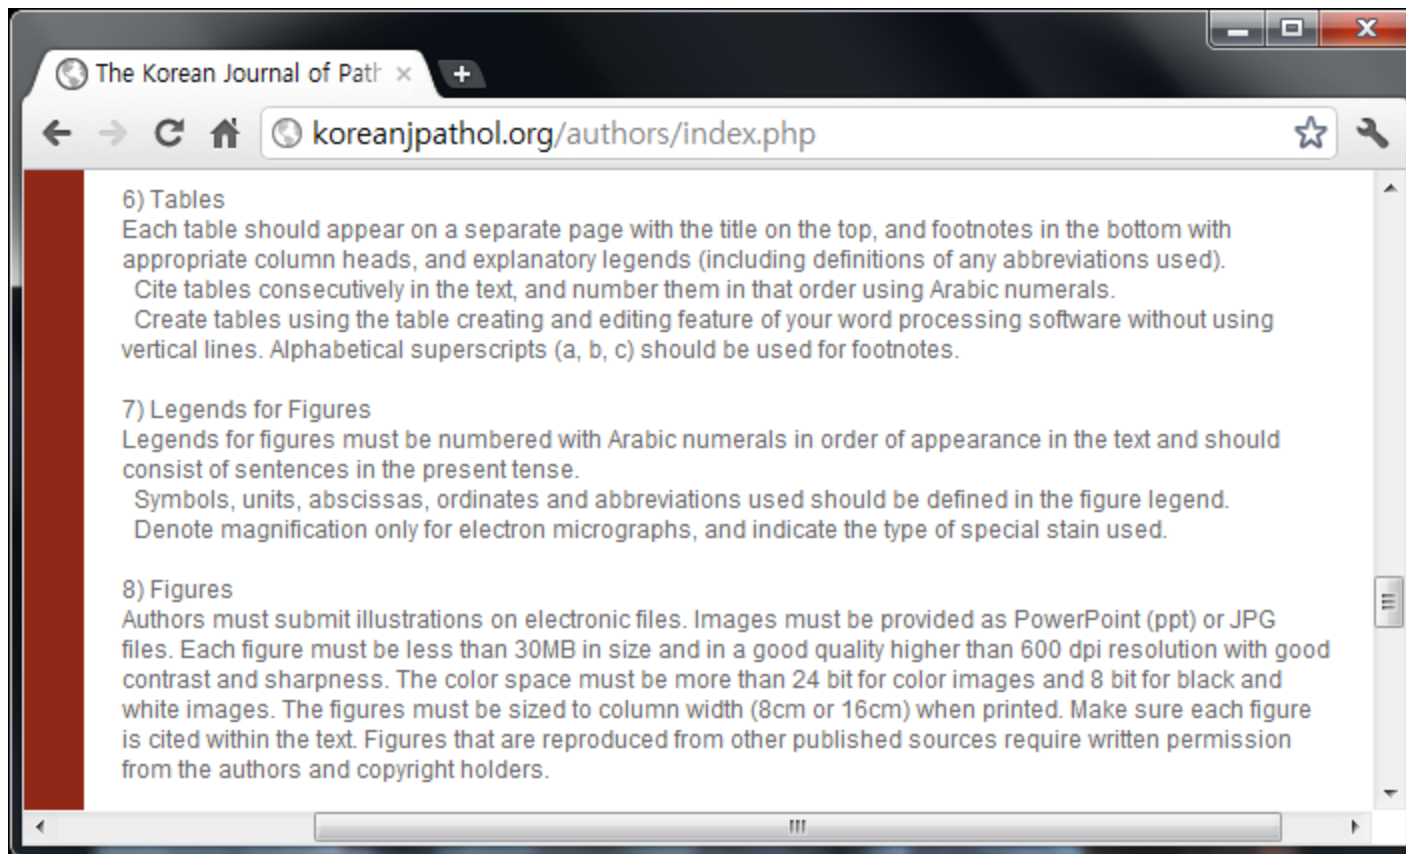 The Korean Journal of Path
koreanjpathol.org/authors/index.php
6) Tables
Each table should appear on a separate page with the title on the top, and footnotes in the bottom with
appropriate column heads, and explanatory legends (including definitions of any abbreviations used).
Cite tables consecutively in the text, and number them in that order using Arabic numerals.
Create tables using the table creating and editing feature of your word processing software without using
vertical lines. Alphabetical superscripts (a, b, c) should be used for footnotes.
7) Legends for Figures
Legends for figures must be numbered with Arabic numerals in order of appearance in the text and should
consist of sentences in the present tense.
Symbols, units, abscissas, ordinates and abbreviations used should be defined in the figure legend.
Denote magnification only for electron micrographs, and indicate the type of special stain used.
8) Figures
Authors must submit illustrations on electronic files. Images must be provided as PowerPoint (ppt) or JPG
files. Each figure must be less than 30MB in size and in a good quality higher than 600 dpi resolution with good
contrast and sharpness. The color space must be more than 24 bit for color images and 8 bit for black and
white images. The figures must be sized to column width (8cm or 16cm) when printed. Make sure each figure
is cited within the text. Figures that are reproduced from other published sources require written permission
from the authors and copyright holders.